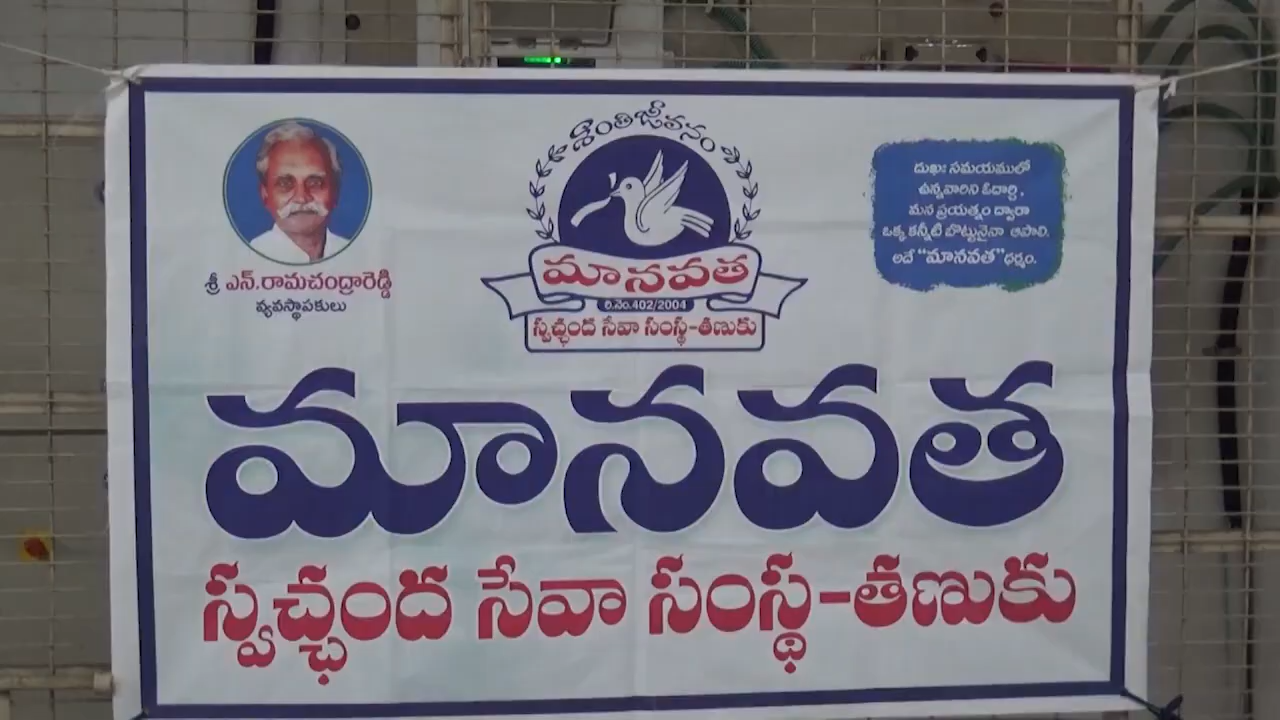 శాంతిజీవనం
శ్రీ ఎన్.రామచంద్రారెడ్డి
వ్యవస్థాపకులు
మానవత
రి.నెం.402/2004
స్వచ్ఛంద సేవా సంస్థ-తణుకు
దుఖః సమయములో
ఉన్నవారిని ఓదార్చి,
మన ప్రయత్నం ద్వారా
ఒక్క కన్నీటి బొట్టునైనా ఆపాలి.
అదే "మానవత"ధర్మం.
మానవత
స్వచ్ఛంద సేవా సంస్థ-తణుకు